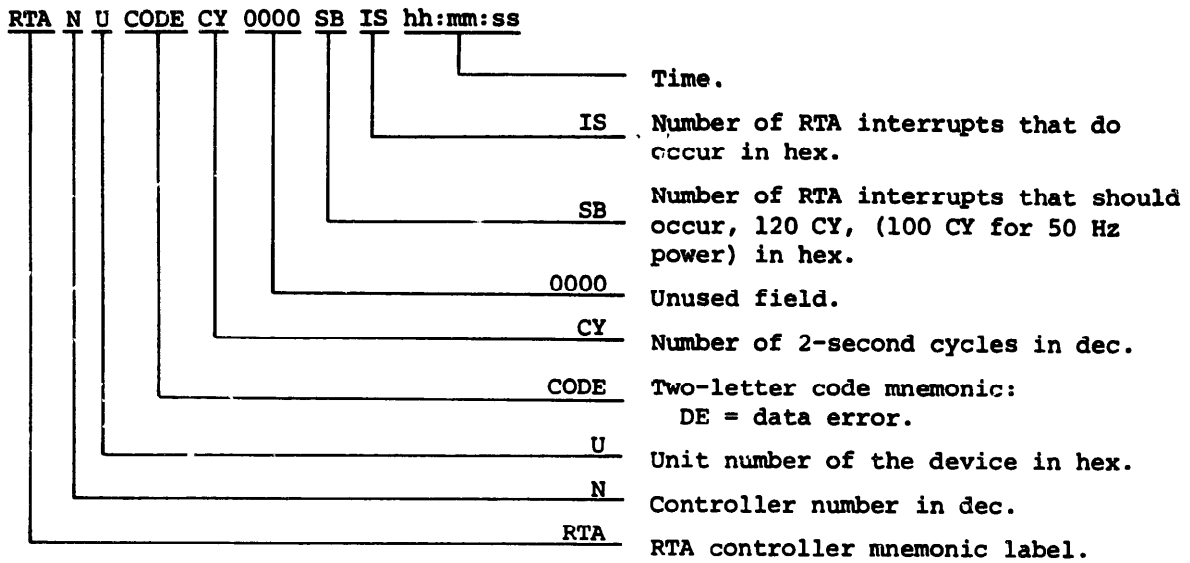 RTA N U CODE CY 0000 SB IS hh:mm:ss
Time.
IS Number of RTA interrupts that do
occur in hex.
SB Number of RTA interrupts that should
occur, 120 CY, (100 CY for 50 Hz
power) in hex.
0000 Unused field.
CY Number of 2-second cycles in dec.
CODE Two-letter code mnemonic:
DE = data error.
U Unit number of the device in hex.
N Controller number in dec.
RTA RTA controller mnemonic label.